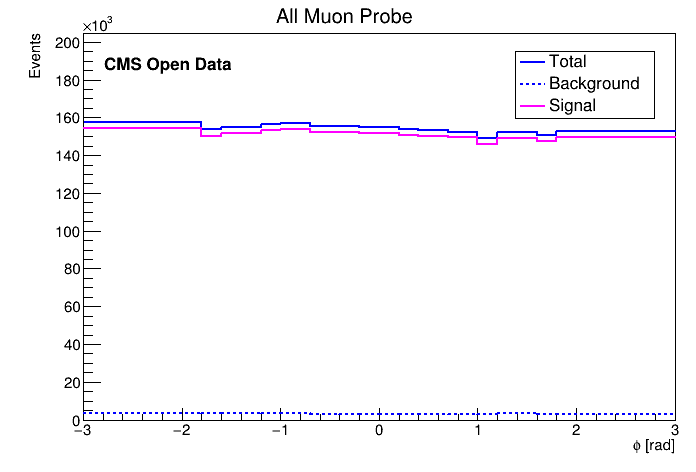 All Muon Probe
×10³
Events
CMS Open Data
Total
Background
Signal
200
180
160
140
120
100
80
60
40
20
0
−3 −2 −1 0 1 2 3
ϕ [rad]